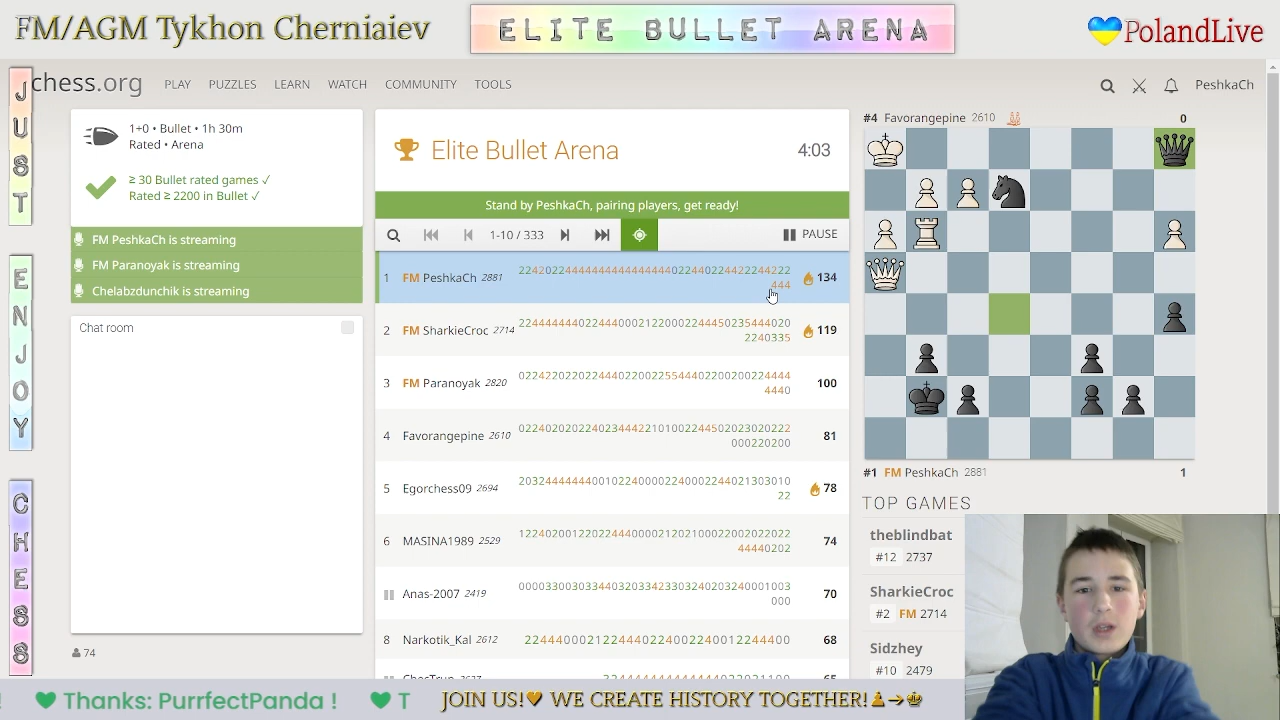 FM/AGM Tykhon Cherniaiev
ELITE BULLET ARENA
PolandLive
JUST
ENJOY
CHESS
chess.org
PLAY
PUZZLES
LEARN
WATCH
COMMUNITY
TOOLS
PeshkaCh
1+0 • Bullet • 1h 30m
Rated • Arena
≥ 30 Bullet rated games ✓
Rated ≥ 2200 in Bullet ✓
FM PeshkaCh is streaming
FM Paranoyak is streaming
Chelabzdunchik is streaming
Chat room
74
Elite Bullet Arena
4:03
Stand by PeshkaCh, pairing players, get ready!
1-10 / 333
PAUSE
1 FM PeshkaCh 2881
134
2 FM SharkieCroc 2714
2240335
119
3 FM Paranoyak 2820
4440
100
4 Favorangepine 2610
000220200
81
5 Egorchess09 2694
22
78
6 MASINA1989 2529
4440202
74
Anas-2007 2419
000
70
8 Narkotik_Kal 2612
68
#4 Favorangepine 2610
0
#1 FM PeshkaCh 2881
1
TOP GAMES
theblindbat
#12 2737
SharkieCroc
#2 FM 2714
Sidzhey
#10 2479
Thanks: PurrfectPanda !
T
JOIN US! WE CREATE HISTORY TOGETHER!